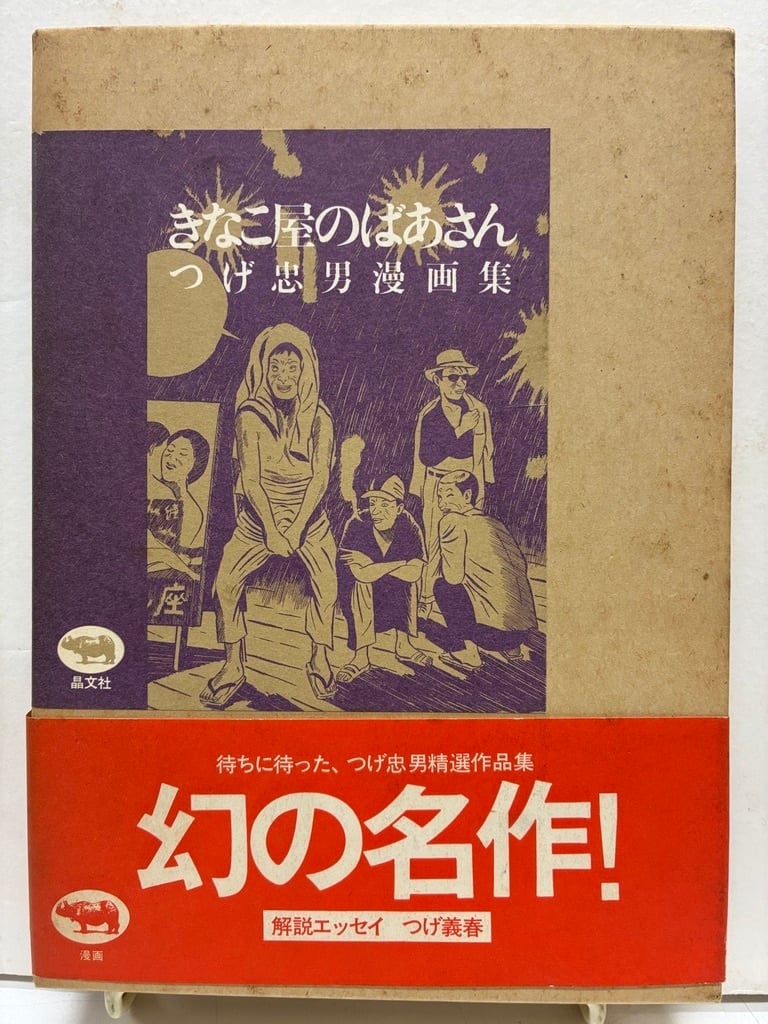 きなこ屋のばあさん
つげ忠男漫画集
座
晶文社
待ちに待った、つげ忠男精選作品集
幻の名作!
解説エッセイ　つげ義春
漫画